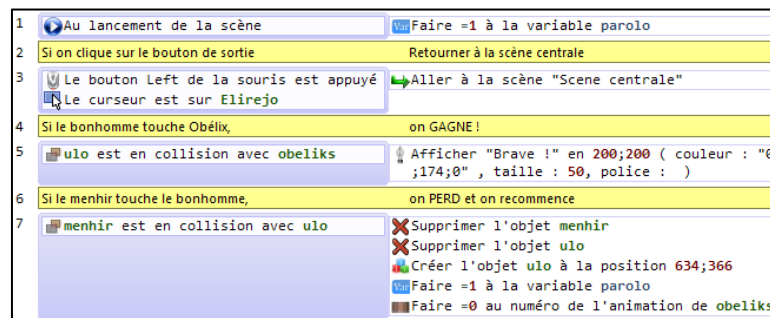 1 Au lancement de la scène Faire =1 à la variable parolo
2 Si on clique sur le bouton de sortie Retourner à la scène centrale
3 Le bouton Left de la souris est appuyé Aller à la scène "Scene centrale"
Le curseur est sur Elirejo
4 Si le bonhomme touche Obélix, on GAGNE !
5 ulo est en collision avec obeliks Afficher "Brave !" en 200;200 ( couleur : "0
;174;0" , taille : 50, police : )
6 Si le menhir touche le bonhomme, on PERD et on recommence
7 menhir est en collision avec ulo Supprimer l'objet menhir
Supprimer l'objet ulo
Créer l'objet ulo à la position 634;366
Var Faire =1 à la variable parolo
Faire =0 au numéro de l'animation de obeliks